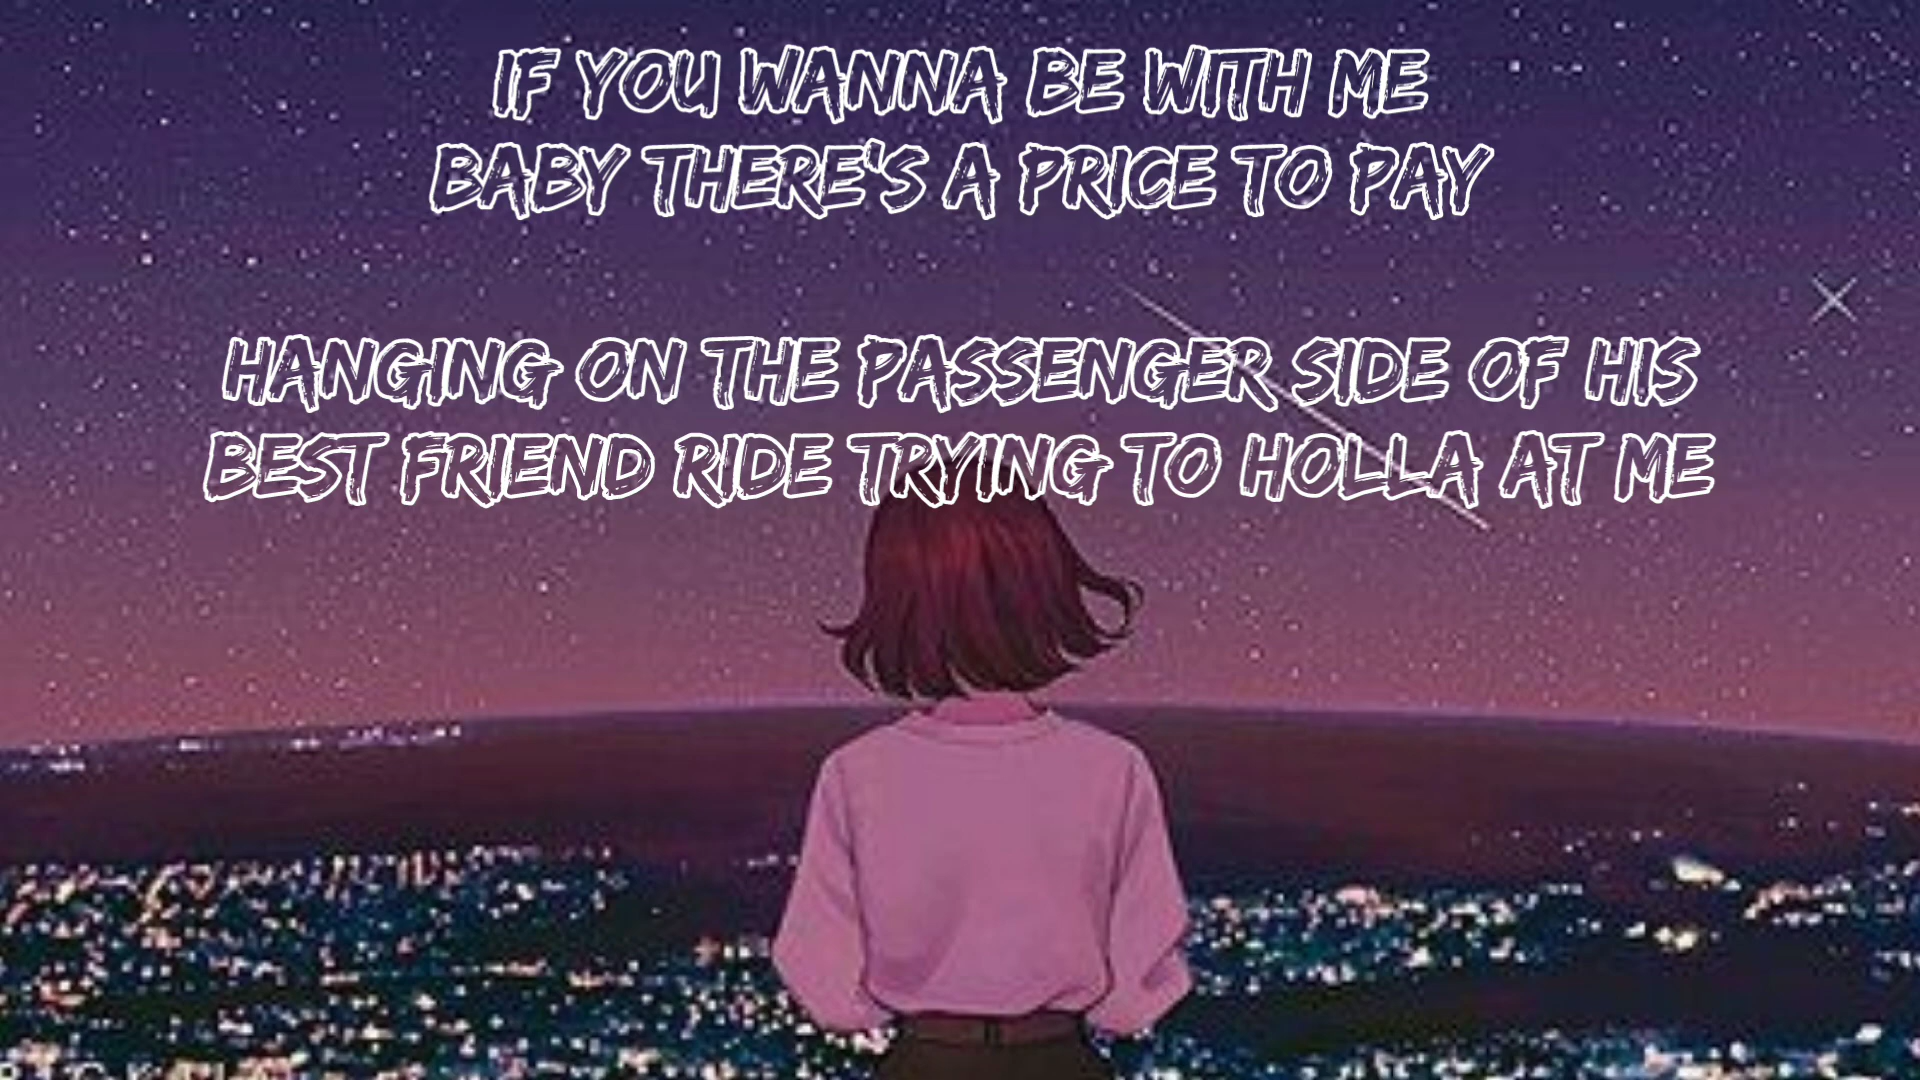 IF YOU WANNA BE WITH ME
BABY THERE'S A PRICE TO PAY
HANGING ON THE PASSENGER SIDE OF HIS
BEST FRIEND RIDE TRYING TO HOLLA AT ME